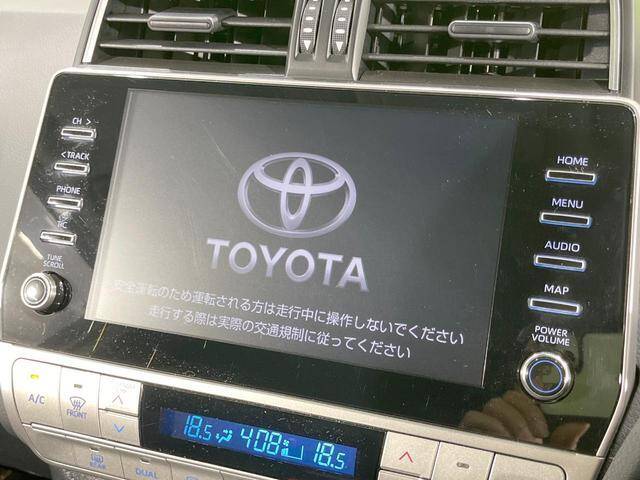 CH >
< TRACK
PHONE
TUNE
SCROLL
TOYOTA
安全運転のため運転される方は走行中に操作しないでください
走行する際は実際の交通規制に従ってください
HOME
MENU
AUDIO
MAP
POWER
VOLUME
A/C
FRONT
18.5
408
18.5
REAR
DUAL